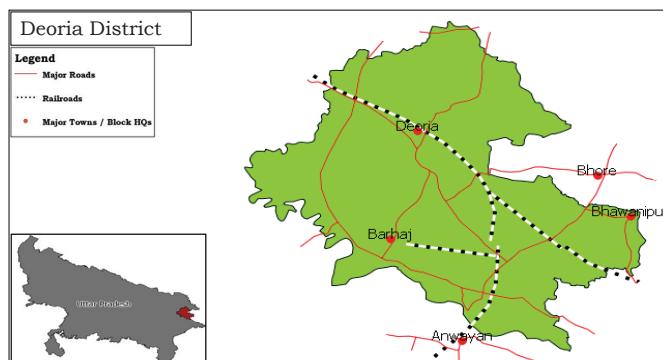 Deoria District
Legend
Major Roads
Railroads
Major Towns / Block HQs
Deoria
Bhore
Bhawanipu
Barhaj
Anwayan
Uttar Pradesh